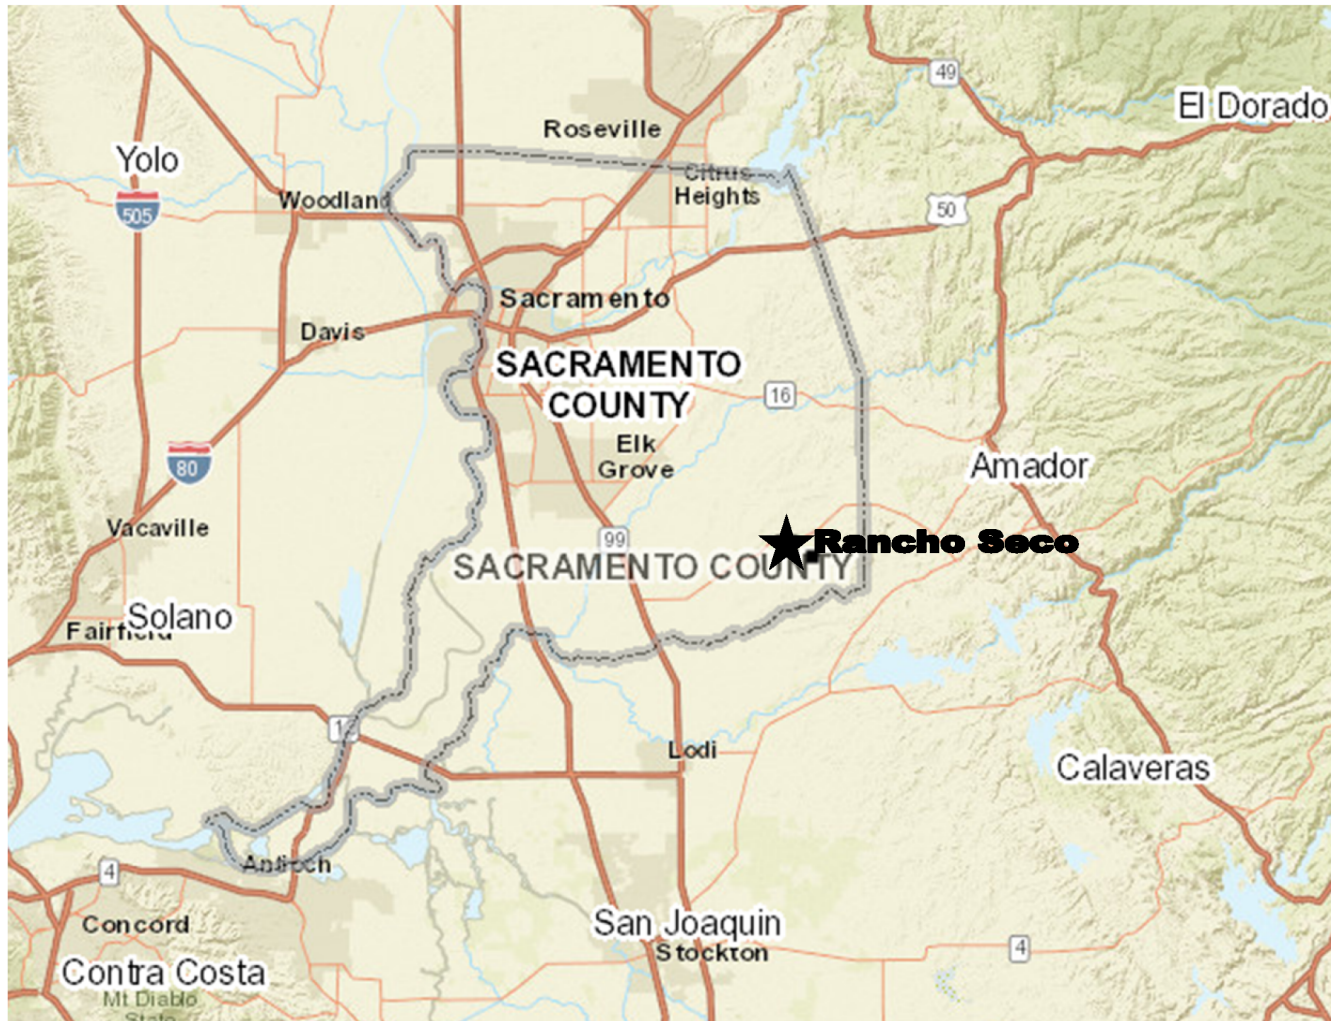 49
El Dorado
Roseville
Yolo
Citrus
Heights
Woodland
505
50
Sacramento
Davis
SACRAMENTO
COUNTY
16
Elk
Grove
80
Amador
Vacaville
99
Rancho Seco
SACRAMENTO COUNTY
Solano
Fairfield
Lodi
Calaveras
Antioch
4
Concord
San Joaquin
Stockton
4
Contra Costa
Mt Diablo
State